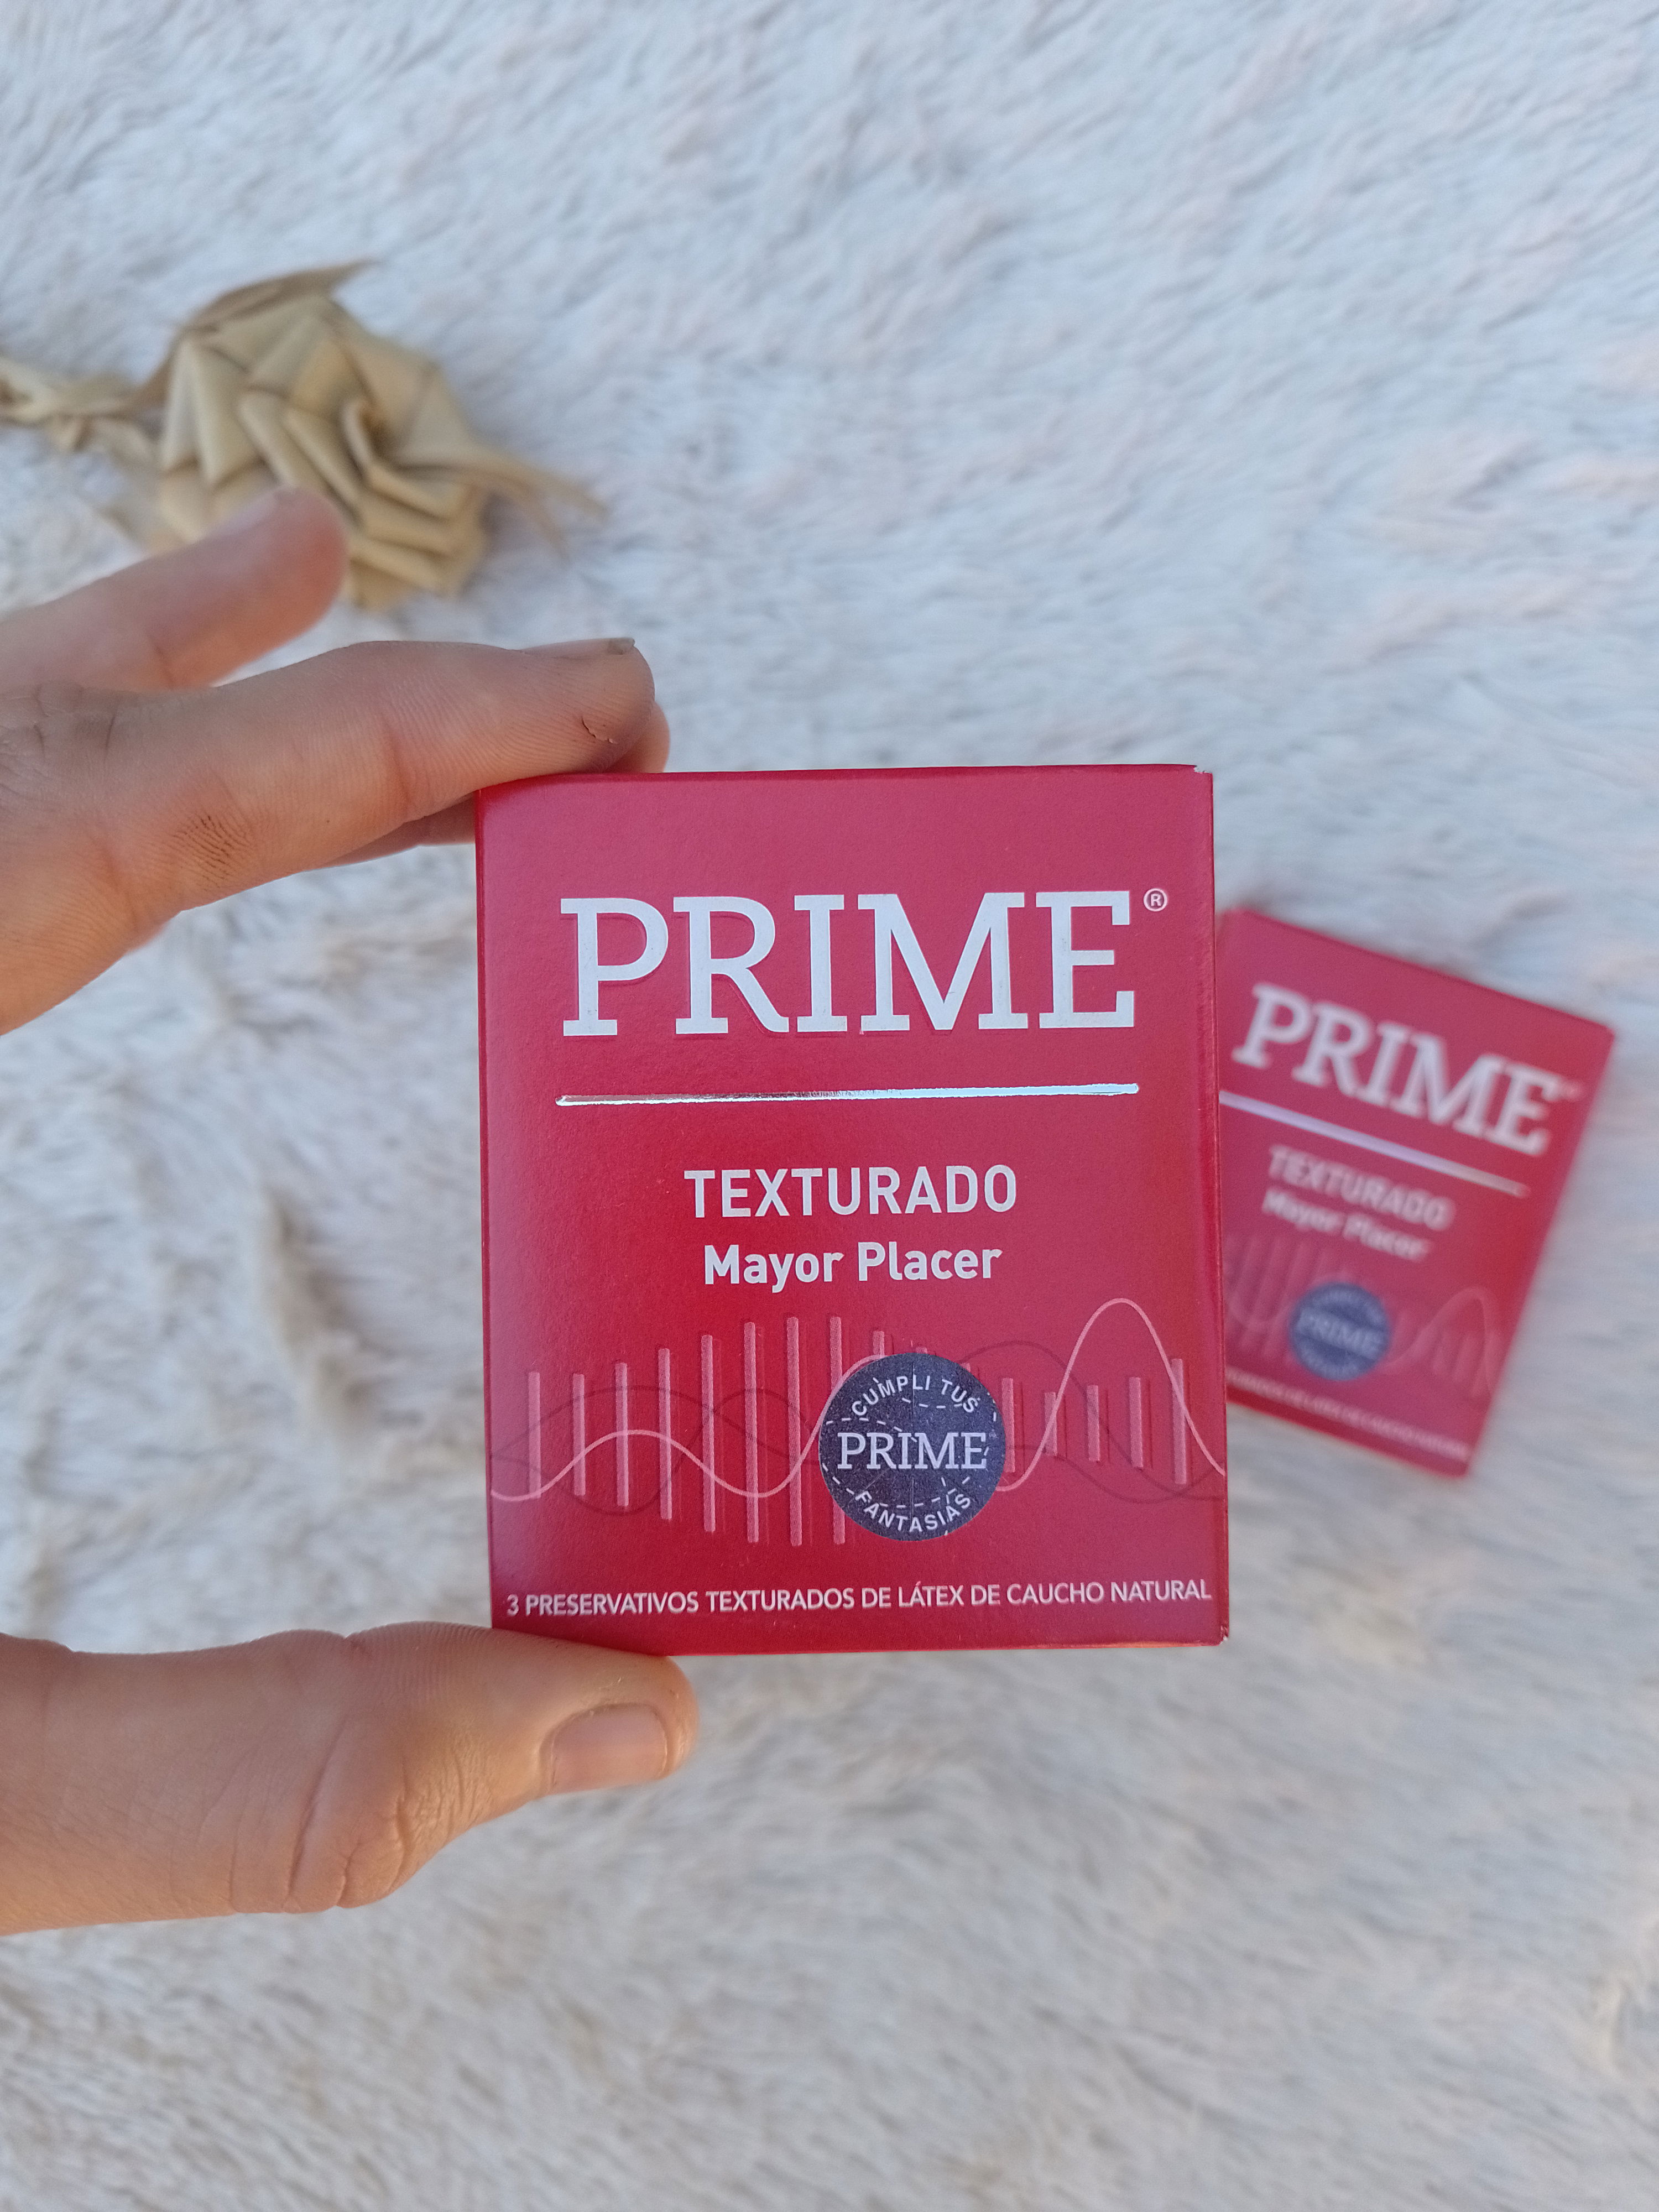 PRIME®
TEXTURADO
Mayor Placer
CUMPLI TUS
PRIME
FANTASIAS
3 PRESERVATIVOS TEXTURADOS DE LÁTEX DE CAUCHO NATURAL
PRIME
TEXTURADO
Mayor Placer
PRIME